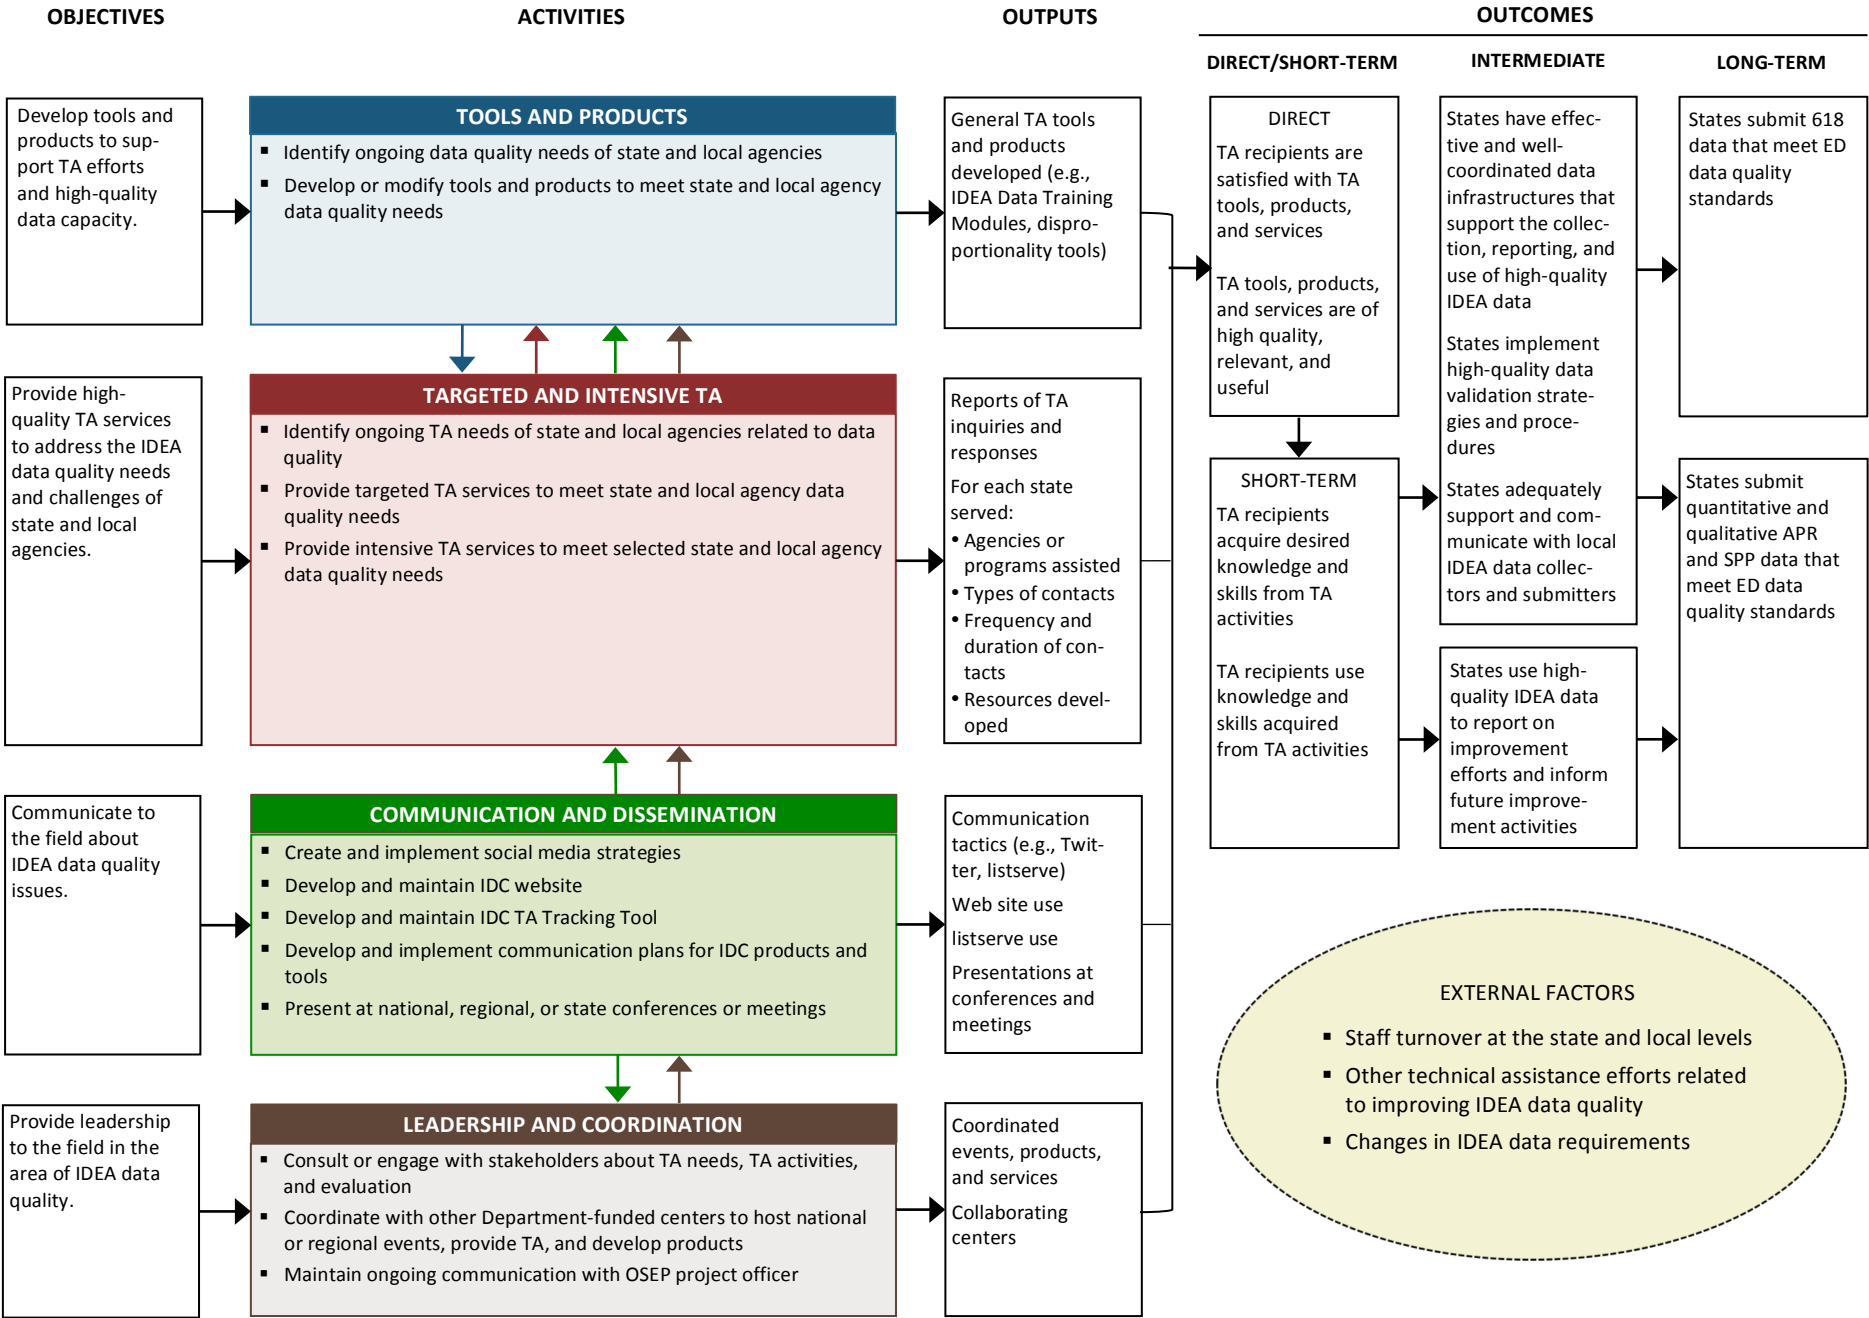 OBJECTIVES
ACTIVITIES
OUTPUTS
OUTCOMES
DIRECT/SHORT-TERM
INTERMEDIATE
LONG-TERM
Develop tools and
products to sup-
port TA efforts
and high-quality
data capacity.
TOOLS AND PRODUCTS
▪ Identify ongoing data quality needs of state and local agencies
▪ Develop or modify tools and products to meet state and local agency
data quality needs
General TA tools
and products
developed (e.g.,
IDEA Data Training
Modules, dispro-
portionality tools)
Provide high-
quality TA services
to address the IDEA
data quality needs
and challenges of
state and local
agencies.
TARGETED AND INTENSIVE TA
▪ Identify ongoing TA needs of state and local agencies related to data
quality
▪ Provide targeted TA services to meet state and local agency data
quality needs
▪ Provide intensive TA services to meet selected state and local agency
data quality needs
Reports of TA
inquiries and
responses
For each state
served:
• Agencies or
programs assisted
• Types of contacts
• Frequency and
duration of con-
tacts
• Resources devel-
oped
Communicate to
the field about
IDEA data quality
issues.
COMMUNICATION AND DISSEMINATION
▪ Create and implement social media strategies
▪ Develop and maintain IDC website
▪ Develop and maintain IDC TA Tracking Tool
▪ Develop and implement communication plans for IDC products and
tools
▪ Present at national, regional, or state conferences or meetings
Communication
tactics (e.g., Twit-
ter, listserve)
Web site use
listserve use
Presentations at
conferences and
meetings
Provide leadership
to the field in the
area of IDEA data
quality.
LEADERSHIP AND COORDINATION
▪ Consult or engage with stakeholders about TA needs, TA activities,
and evaluation
▪ Coordinate with other Department-funded centers to host national
or regional events, provide TA, and develop products
▪ Maintain ongoing communication with OSEP project officer
Coordinated
events, products,
and services
Collaborating
centers
DIRECT
TA recipients are
satisfied with TA
tools, products,
and services
TA tools, products,
and services are of
high quality,
relevant, and
useful
SHORT-TERM
TA recipients
acquire desired
knowledge and
skills from TA
activities
TA recipients use
knowledge and
skills acquired
from TA activities
States have effec-
tive and well-
coordinated data
infrastructures that
support the collec-
tion, reporting, and
use of high-quality
IDEA data
States implement
high-quality data
validation strate-
gies and proce-
dures
States adequately
support and com-
municate with local
IDEA data collec-
tors and submitters
States use high-
quality IDEA data
to report on
improvement
efforts and inform
future improve-
ment activities
States submit 618
data that meet ED
data quality
standards
States submit
quantitative and
qualitative APR
and SPP data that
meet ED data
quality standards
EXTERNAL FACTORS
▪ Staff turnover at the state and local levels
▪ Other technical assistance efforts related
to improving IDEA data quality
▪ Changes in IDEA data requirements